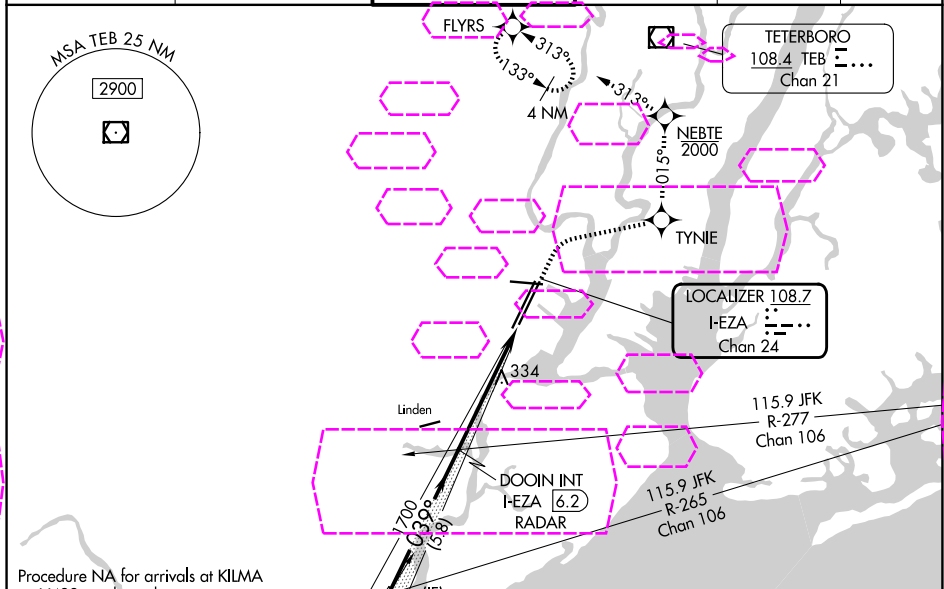 MSA TEB 25 NM
2900
FLYRS
313°
133°
4 NM
313°
TETERBORO
108.4 TEB
Chan 21
NEBTE
2000
015°
TYNIE
LOCALIZER 108.7
I-EZA
Chan 24
334
Linden
115.9 JFK
R-277
Chan 106
DOOIN INT
I-EZA 6.2
RADAR
115.9 JFK
R-265
Chan 106
1700
039°
(5.8)
Procedure NA for arrivals at KILMA
(IF)